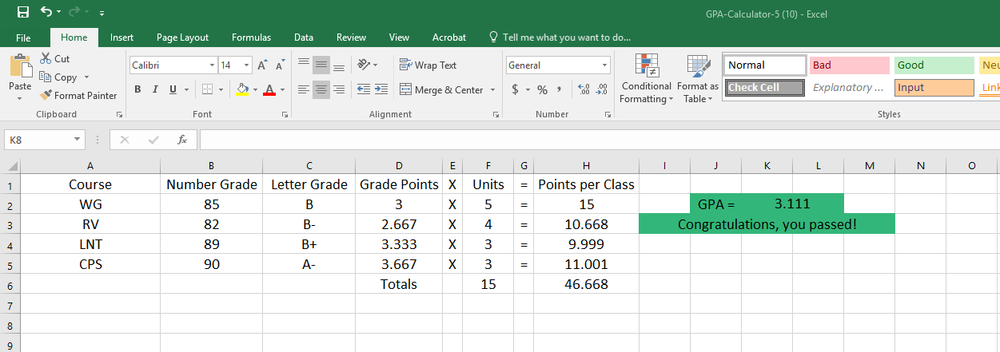 GPA-Calculator-5 (10) - Excel
File Home Insert Page Layout Formulas Data Review View Acrobat Tell me what you want to do...
Cut
Copy
Format Painter
Paste
Clipboard
Calibri 14 A A
B I U A
Font
Wrap Text
Merge & Center
Alignment
General
$ % , .0 .00 .00 .0
Number
Conditional Formatting
Format as Table
Normal Bad Good
Check Cell Explanatory ... Input
Styles
K8 fx
A B C D E F G H I J K L M N O
1 Course Number Grade Letter Grade Grade Points X Units = Points per Class
2 WG 85 B 3 X 5 = 15 GPA = 3.111
3 RV 82 B- 2.667 X 4 = 10.668 Congratulations, you passed!
4 LNT 89 B+ 3.333 X 3 = 9.999
5 CPS 90 A- 3.667 X 3 = 11.001
6 Totals 15 46.668
7
8
9